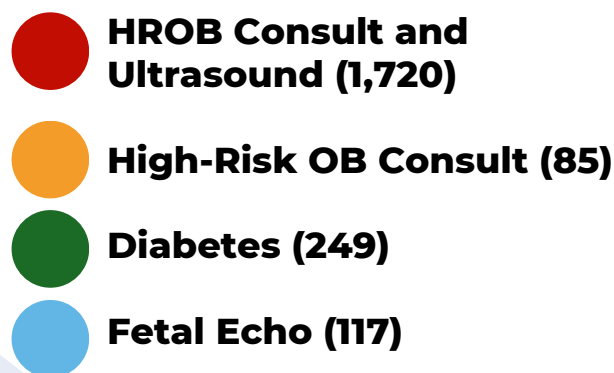 HROB Consult and
Ultrasound (1,720)
High-Risk OB Consult (85)
Diabetes (249)
Fetal Echo (117)